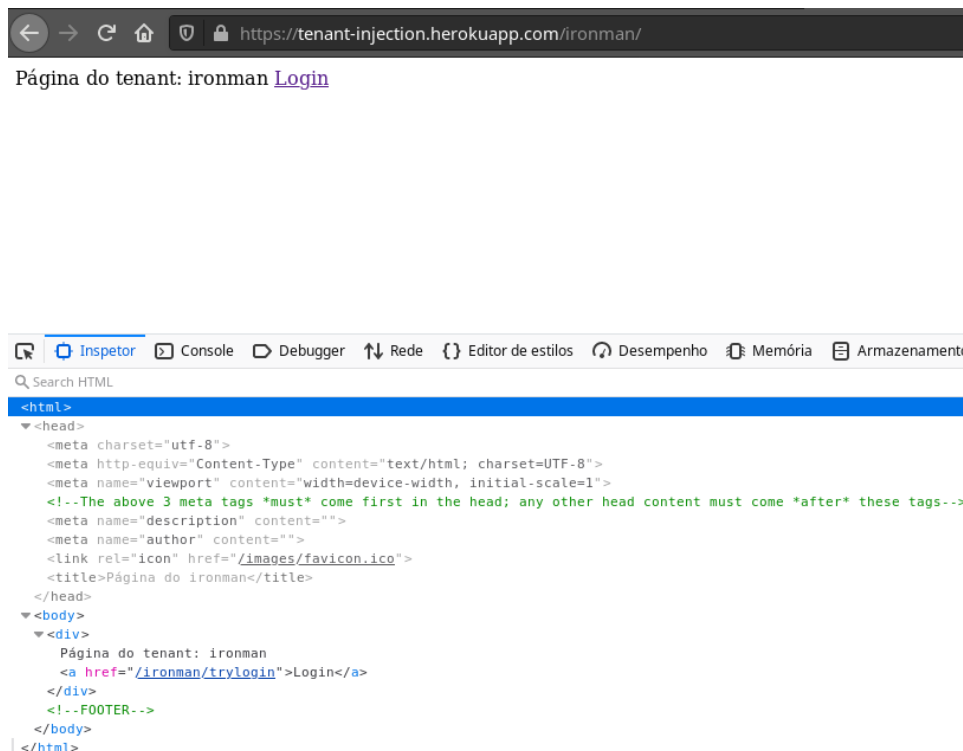 https://tenant-injection.herokuapp.com/ironman/
Página do tenant: ironman Login
Inspetor Console Debugger Rede Editor de estilos Desempenho Memória Armazenamento
Search HTML
<html>
<head>
<meta charset="utf-8">
<meta http-equiv="Content-Type" content="text/html; charset=UTF-8">
<meta name="viewport" content="width=device-width, initial-scale=1">
<!--The above 3 meta tags *must* come first in the head; any other head content must come *after* these tags-->
<meta name="description" content="">
<meta name="author" content="">
<link rel="icon" href="/images/favicon.ico">
<title>Página do ironman</title>
</head>
<body>
<div>
Página do tenant: ironman
<a href="/ironman/trylogin">Login</a>
</div>
<!--FOOTER-->
</body>
</html>